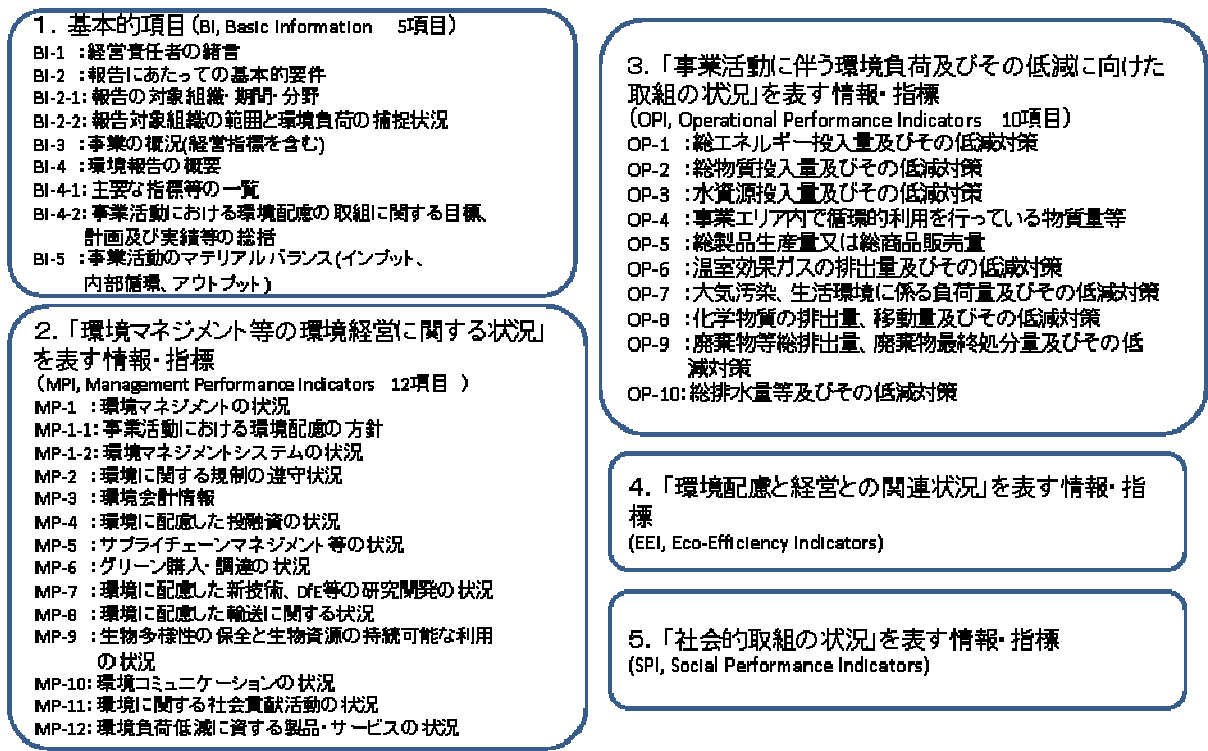 1．基本的項目（BI, Basic Information　5項目）
BI-1 ：経営責任者の緒言
BI-2 ：報告にあたっての基本的要件
BI-2-1：報告の対象組織・期間・分野
BI-2-2：報告対象組織の範囲と環境負荷の捕捉状況
BI-3 ：事業の概況(経営指標を含む)
BI-4 ：環境報告の概要
BI-4-1：主要な指標等の一覧
BI-4-2：事業活動における環境配慮の取組に関する目標、
計画及び実績等の総括
BI-5 ：事業活動のマテリアルバランス(インプット、
内部循環、アウトプット)
2．「環境マネジメント等の環境経営に関する状況」
を表す情報・指標
（MPI, Management Performance Indicators　12項目　）
MP-1 ：環境マネジメントの状況
MP-1-1：事業活動における環境配慮の方針
MP-1-2：環境マネジメントシステムの状況
MP-2 ：環境に関する規制の遵守状況
MP-3 ：環境会計情報
MP-4 ：環境に配慮した投融資の状況
MP-5 ：サプライチェーンマネジメント等の状況
MP-6 ：グリーン購入・調達の状況
MP-7 ：環境に配慮した新技術、DfE等の研究開発の状況
MP-8 ：環境に配慮した輸送に関する状況
MP-9 ：生物多様性の保全と生物資源の持続可能な利用
の状況
MP-10：環境コミュニケーションの状況
MP-11：環境に関する社会貢献活動の状況
MP-12：環境負荷低減に資する製品・サービスの状況
3．「事業活動に伴う環境負荷及びその低減に向けた
取組の状況」を表す情報・指標
（OPI, Operational Performance Indicators　10項目）
OP-1 ：総エネルギー投入量及びその低減対策
OP-2 ：総物質投入量及びその低減対策
OP-3 ：水資源投入量及びその低減対策
OP-4 ：事業エリア内で循環的利用を行っている物質量等
OP-5 ：総製品生産量又は総商品販売量
OP-6 ：温室効果ガスの排出量及びその低減対策
OP-7 ：大気汚染、生活環境に係る負荷量及びその低減対策
OP-8 ：化学物質の排出量、移動量及びその低減対策
OP-9 ：廃棄物等総排出量、廃棄物最終処分量及びその低
減対策
OP-10：総排水量等及びその低減対策
4．「環境配慮と経営との関連状況」を表す情報・指
標
(EEI, Eco-Efficiency Indicators)
5．「社会的取組の状況」を表す情報・指標
(SPI, Social Performance Indicators)